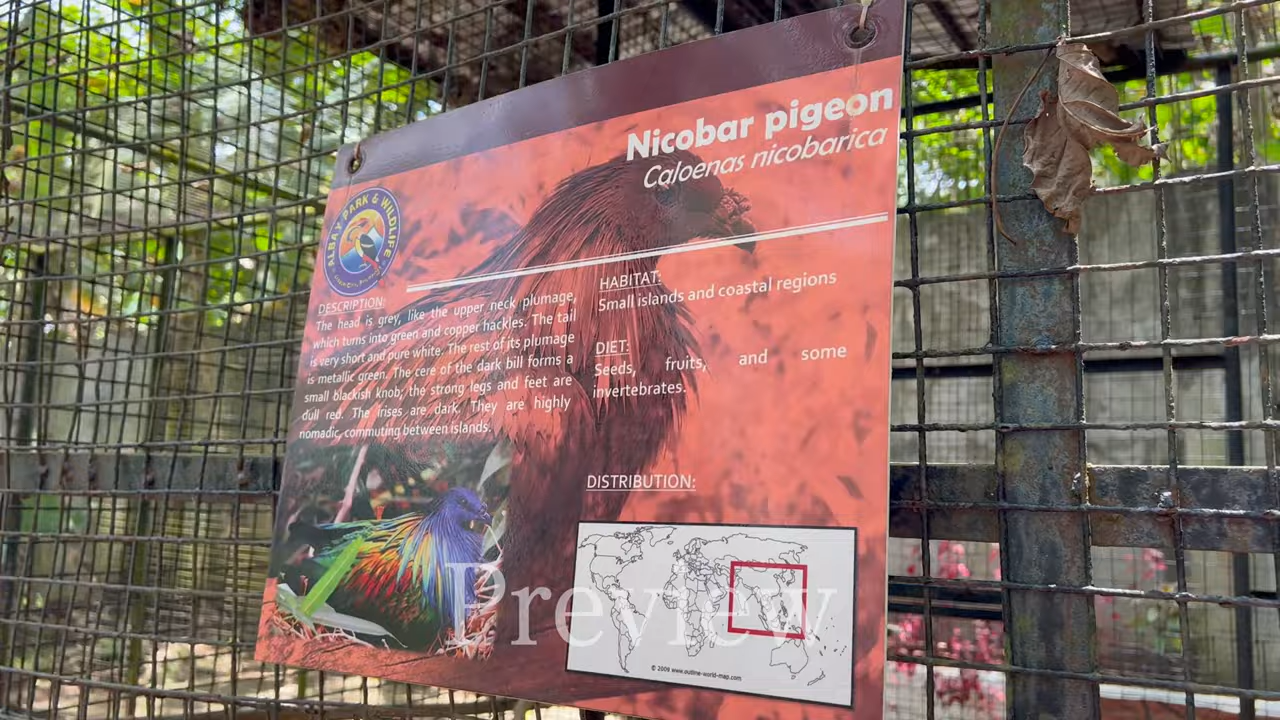 Nicobar pigeon
Caloenas nicobarica
ALBAY PARK & WILDLIFE
DESCRIPTION:
The head is grey, like the upper neck plumage,
which turns into green and copper hackles. The tail
is very short and pure white. The rest of its plumage
is metallic green. The cere of the dark bill forms a
small blackish knob; the strong legs and feet are
dull red. The irises are dark. They are highly
nomadic, commuting between islands.
HABITAT:
Small islands and coastal regions
DIET:
Seeds, fruits, and some
invertebrates.
DISTRIBUTION:
© 2009 www.outline-world-map.com
Preview